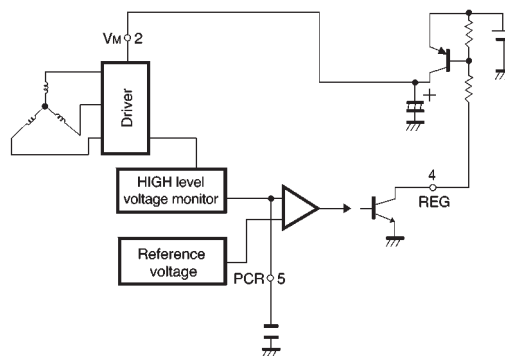 VM 2
Driver
HIGH level
voltage monitor
4
REG
Reference
voltage
PCR 5
+